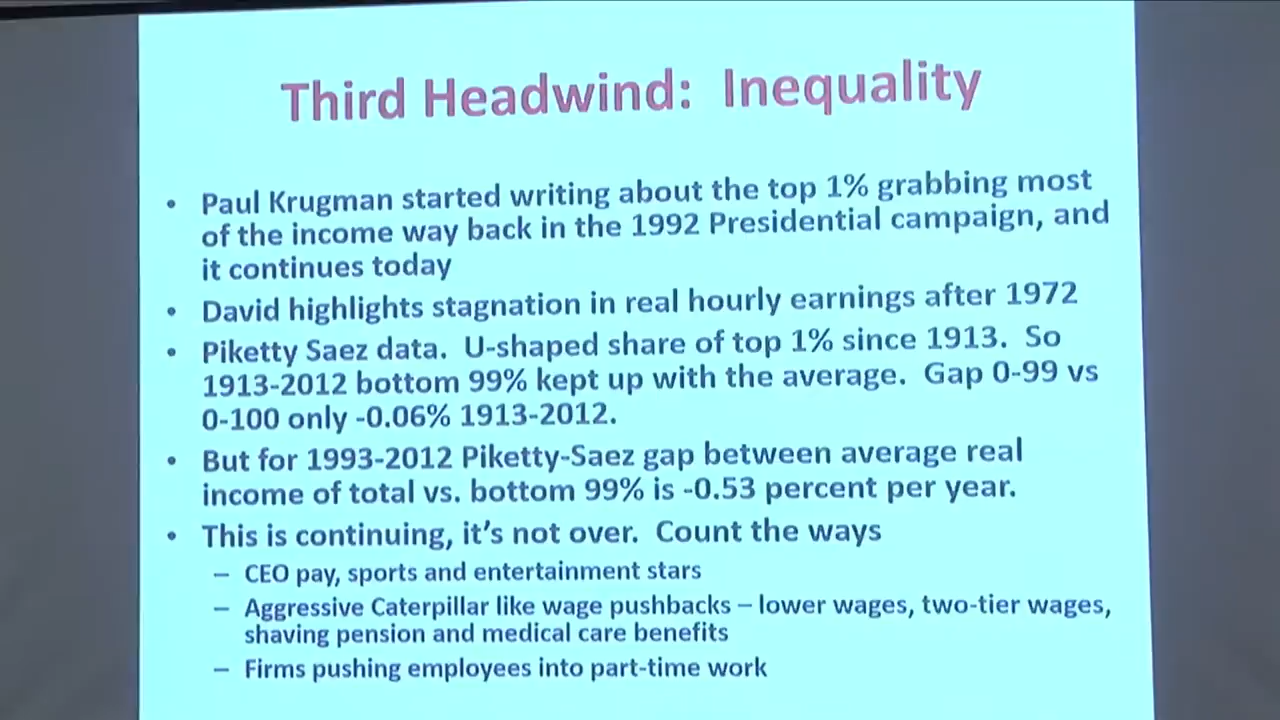 Third Headwind: Inequality
• Paul Krugman started writing about the top 1% grabbing most
of the income way back in the 1992 Presidential campaign, and
it continues today
• David highlights stagnation in real hourly earnings after 1972
• Piketty Saez data. U-shaped share of top 1% since 1913. So
1913-2012 bottom 99% kept up with the average. Gap 0-99 vs
0-100 only -0.06% 1913-2012.
• But for 1993-2012 Piketty-Saez gap between average real
income of total vs. bottom 99% is -0.53 percent per year.
• This is continuing, it’s not over. Count the ways
– CEO pay, sports and entertainment stars
– Aggressive Caterpillar like wage pushbacks – lower wages, two-tier wages,
shaving pension and medical care benefits
– Firms pushing employees into part-time work